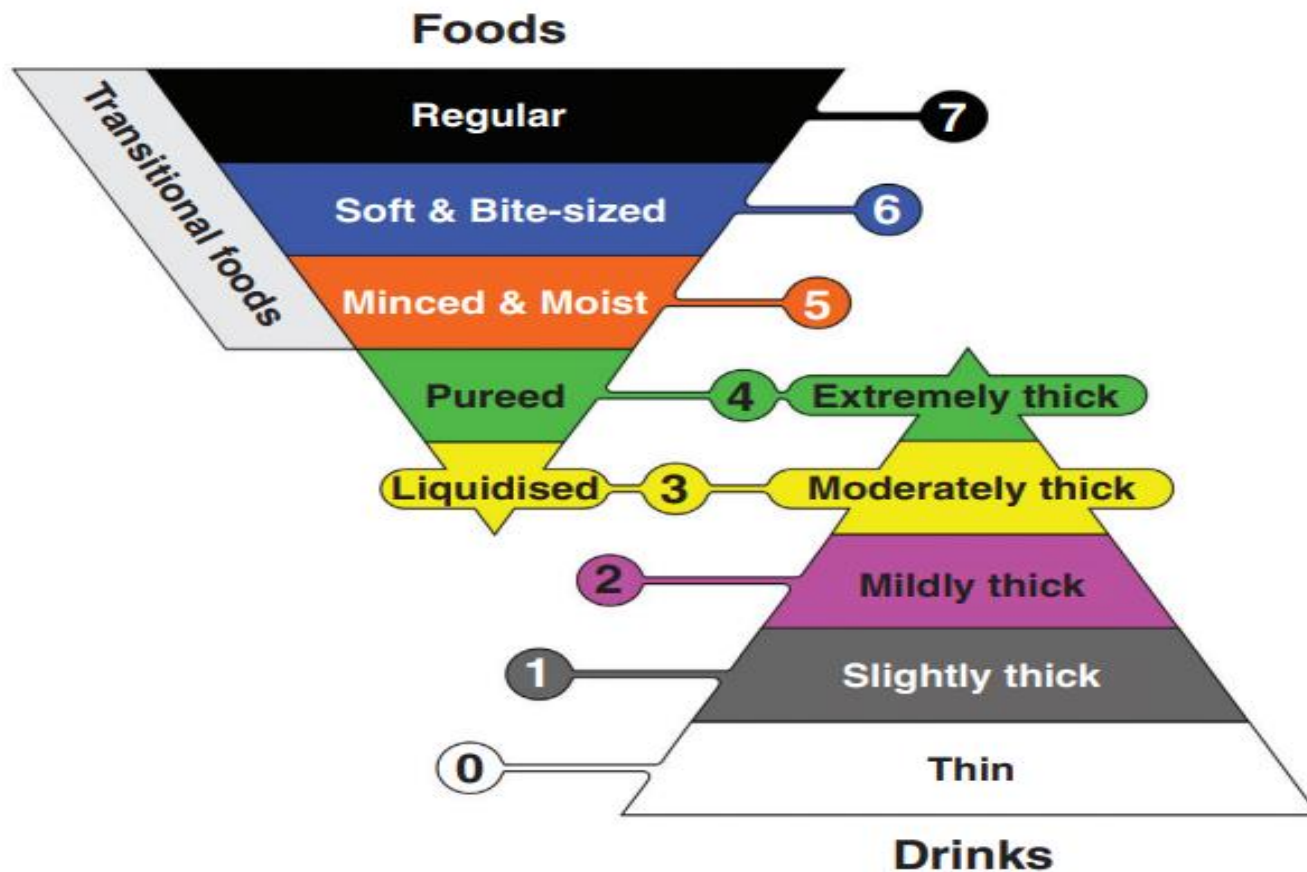 Foods
Transitional foods
Regular
7
Soft & Bite-sized
6
Minced & Moist
5
Pureed
4
Extremely thick
Liquidised
3
Moderately thick
2
Mildly thick
1
Slightly thick
0
Thin
Drinks